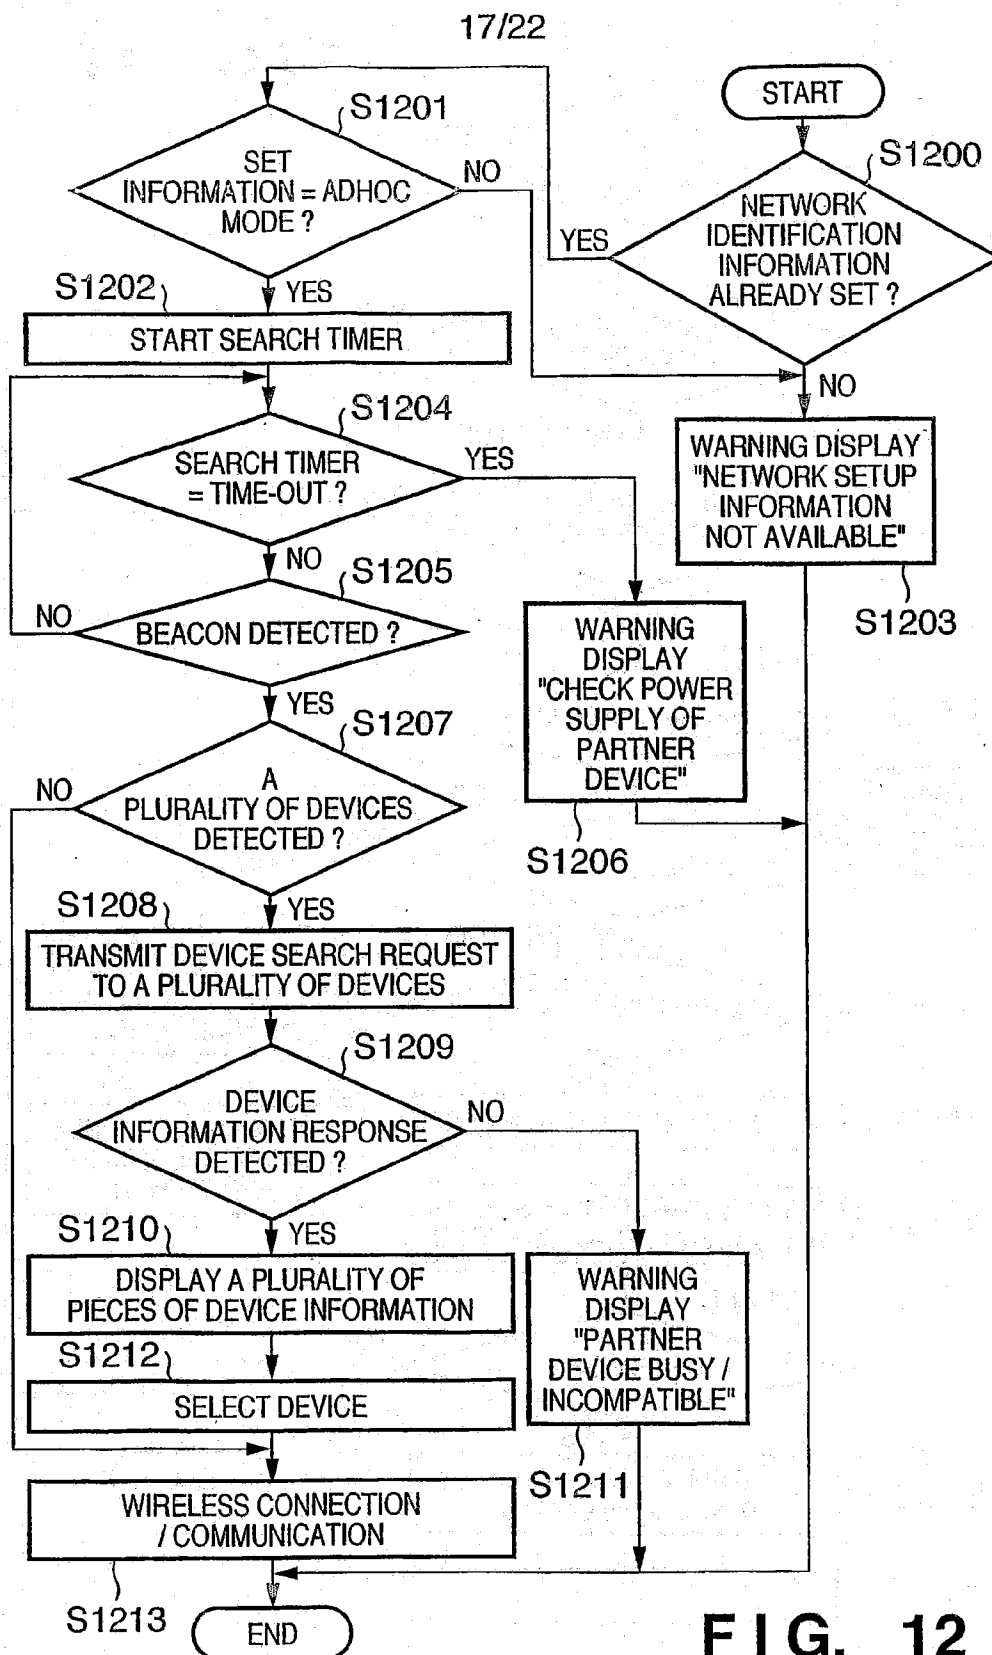 17/22
START
S1200
NETWORK
IDENTIFICATION
INFORMATION
ALREADY SET ?
YES
NO
S1201
SET
INFORMATION = ADHOC
MODE ?
NO
YES
S1202
START SEARCH TIMER
S1204
SEARCH TIMER
= TIME-OUT ?
YES
NO
WARNING DISPLAY
"NETWORK SETUP
INFORMATION
NOT AVAILABLE"
S1203
S1205
BEACON DETECTED ?
NO
YES
WARNING
DISPLAY
"CHECK POWER
SUPPLY OF
PARTNER
DEVICE"
S1206
S1207
A
PLURALITY OF DEVICES
DETECTED ?
NO
YES
S1208
TRANSMIT DEVICE SEARCH REQUEST
TO A PLURALITY OF DEVICES
S1209
DEVICE
INFORMATION RESPONSE
DETECTED ?
NO
YES
S1210
DISPLAY A PLURALITY OF
PIECES OF DEVICE INFORMATION
WARNING
DISPLAY
"PARTNER
DEVICE BUSY /
INCOMPATIBLE"
S1211
S1212
SELECT DEVICE
WIRELESS CONNECTION
/ COMMUNICATION
S1213
END
FIG. 12